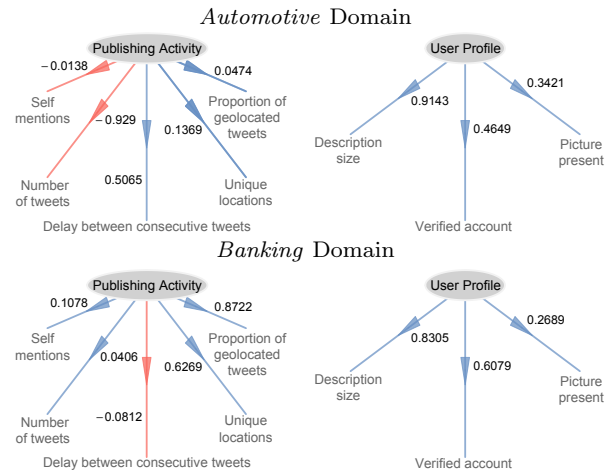 Automotive Domain
Publishing Activity
User Profile
−0.0138
0.0474
0.3421
Self
mentions
Proportion of
geolocated tweets
0.9143
−0.929
0.1369
0.4649
Description
size
Picture
present
0.5065
Number
of tweets
Unique
locations
Delay between consecutive tweets
Verified account
Banking Domain
Publishing Activity
User Profile
0.1078
0.8722
0.2689
Self
mentions
Proportion of
geolocated tweets
0.8305
0.0406
0.6269
0.6079
Description
size
Picture
present
−0.0812
Number
of tweets
Unique
locations
Delay between consecutive tweets
Verified account